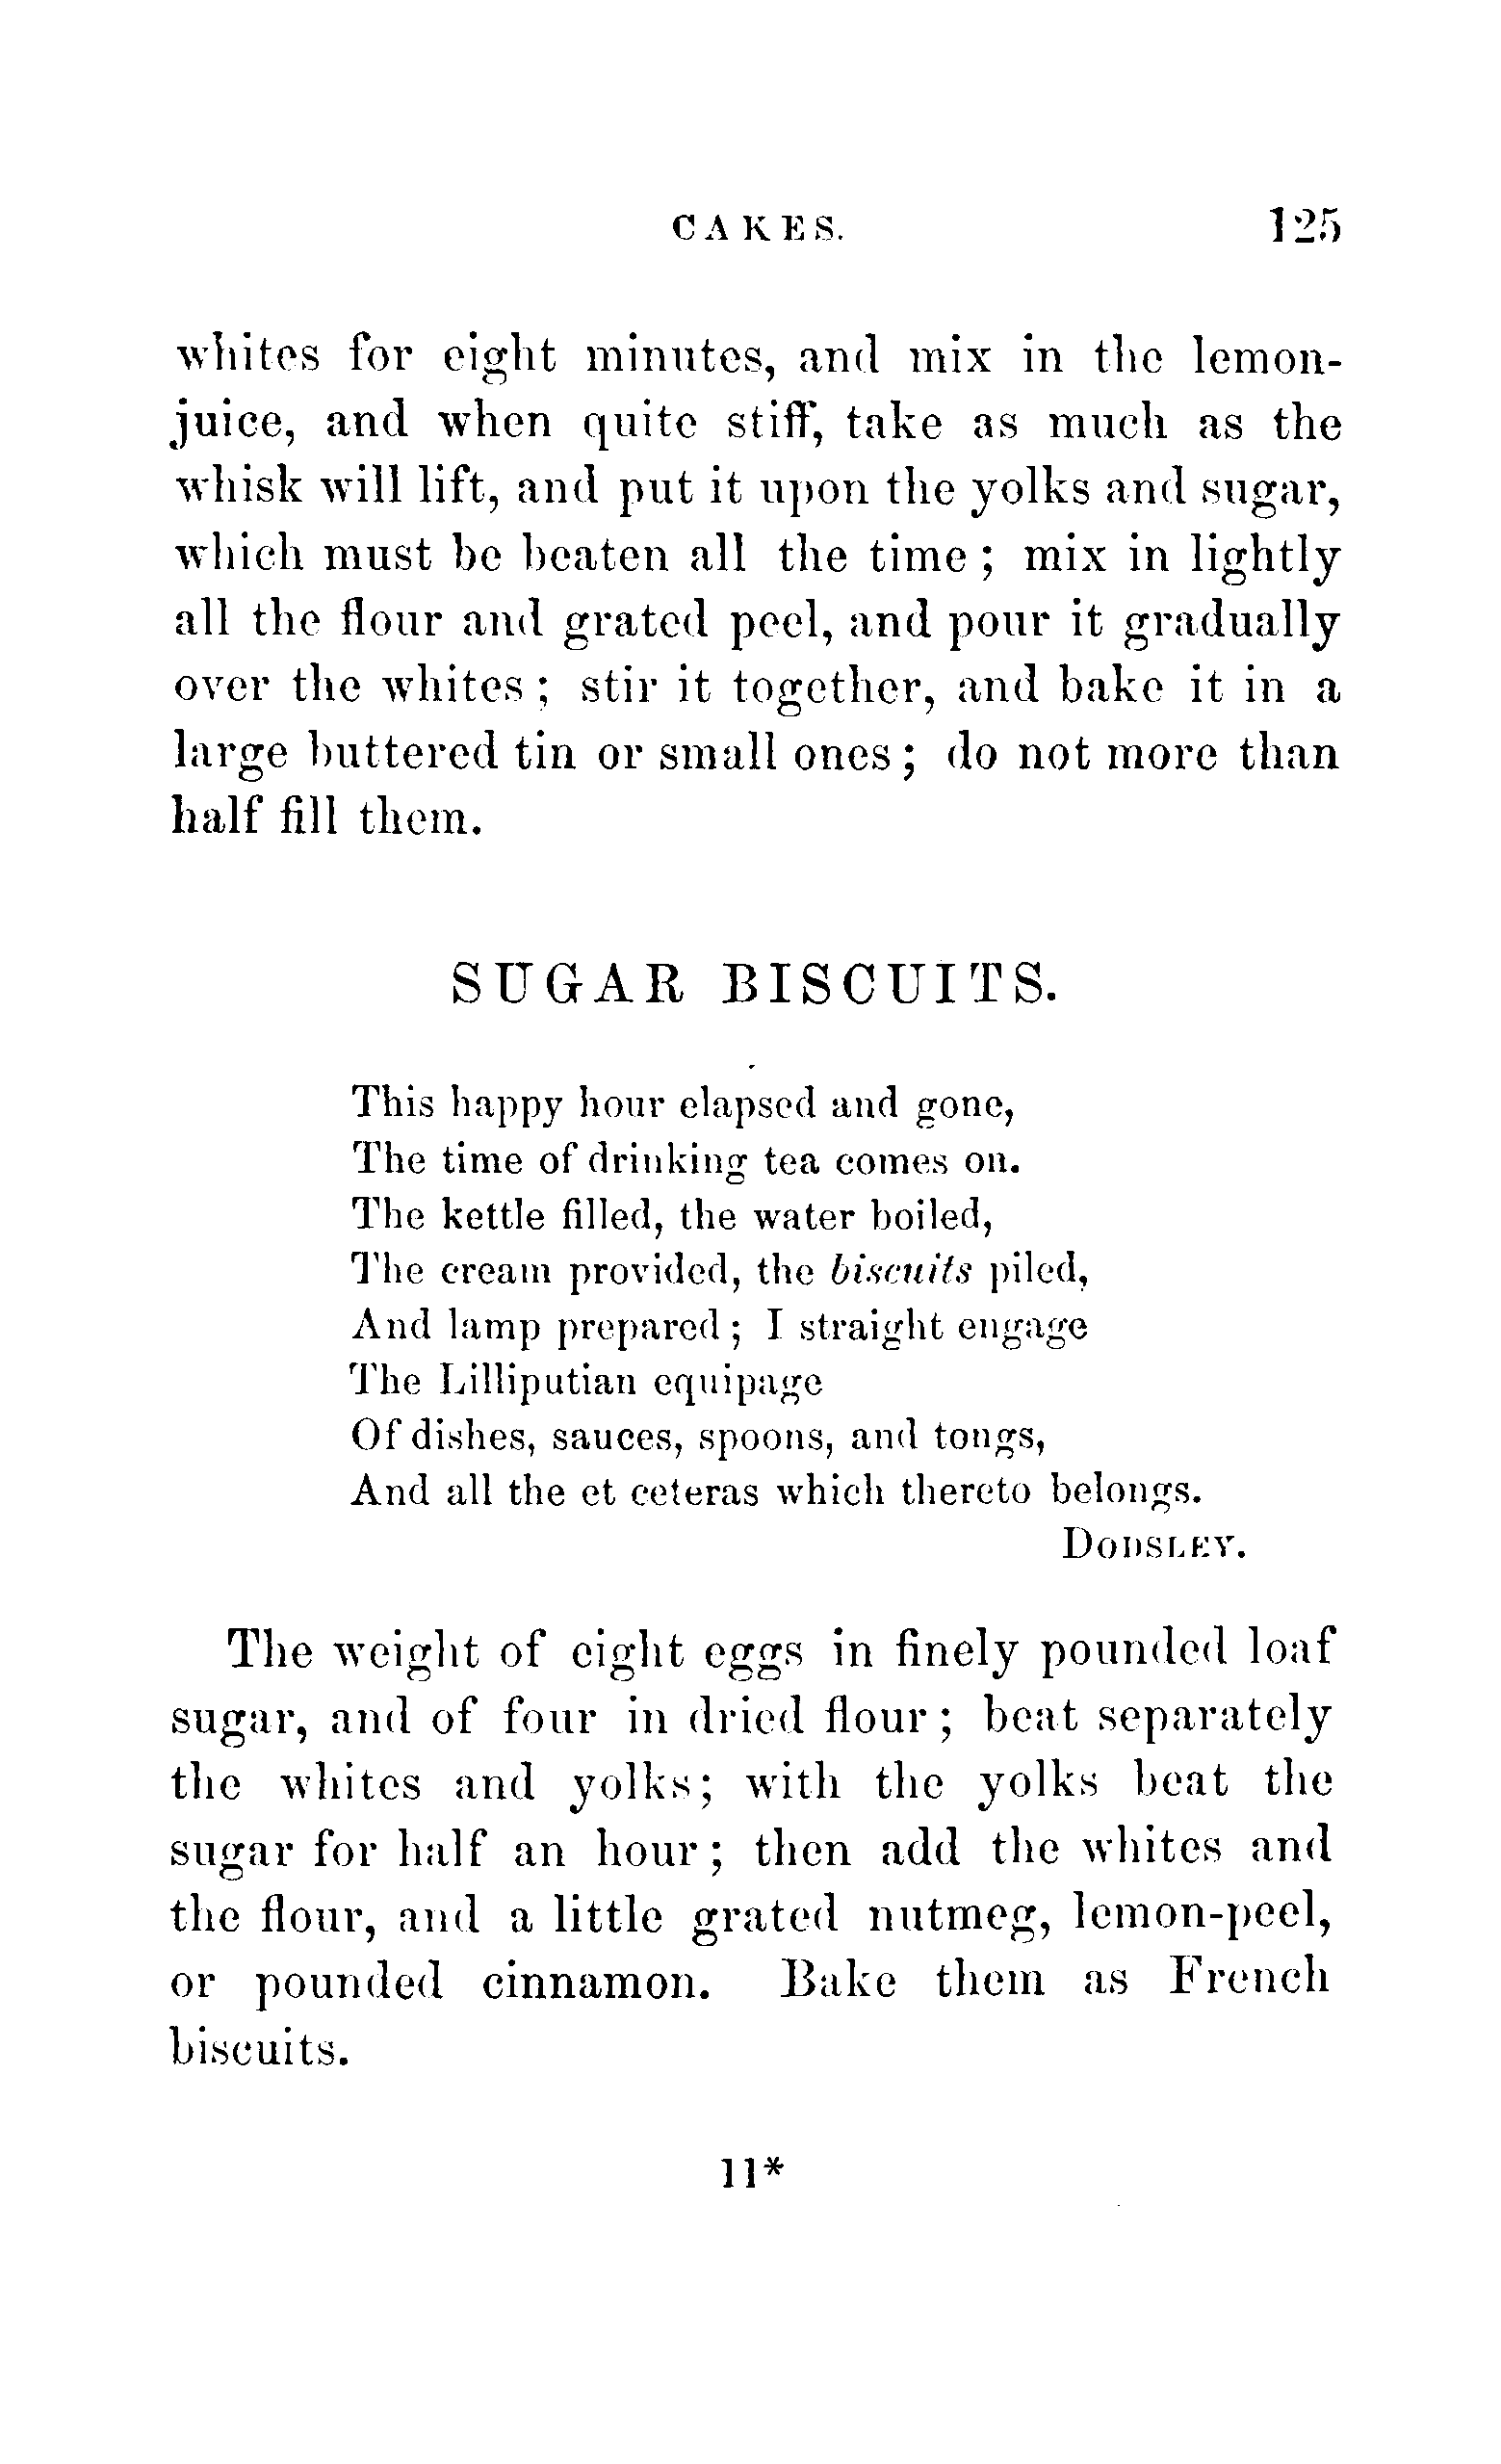 CAKES. 125
whites for eight minutes, and mix in the lemon-
juice, and when quite stiff, take as much as the
whisk will lift, and put it upon the yolks and sugar,
which must be beaten all the time; mix in lightly
all the flour and grated peel, and pour it gradually
over the whites; stir it together, and bake it in a
large buttered tin or small ones; do not more than
half fill them.
SUGAR BISCUITS.
This happy hour elapsed and gone,
The time of drinking tea comes on.
The kettle filled, the water boiled,
The cream provided, the biscuits piled,
And lamp prepared; I straight engage
The Lilliputian equipage
Of dishes, sauces, spoons, and tongs,
And all the et ceteras which thereto belongs.
DODSLEY.
The weight of eight eggs in finely pounded loaf
sugar, and of four in dried flour; beat separately
the whites and yolks; with the yolks beat the
sugar for half an hour; then add the whites and
the flour, and a little grated nutmeg, lemon-peel,
or pounded cinnamon. Bake them as French
biscuits.
11*